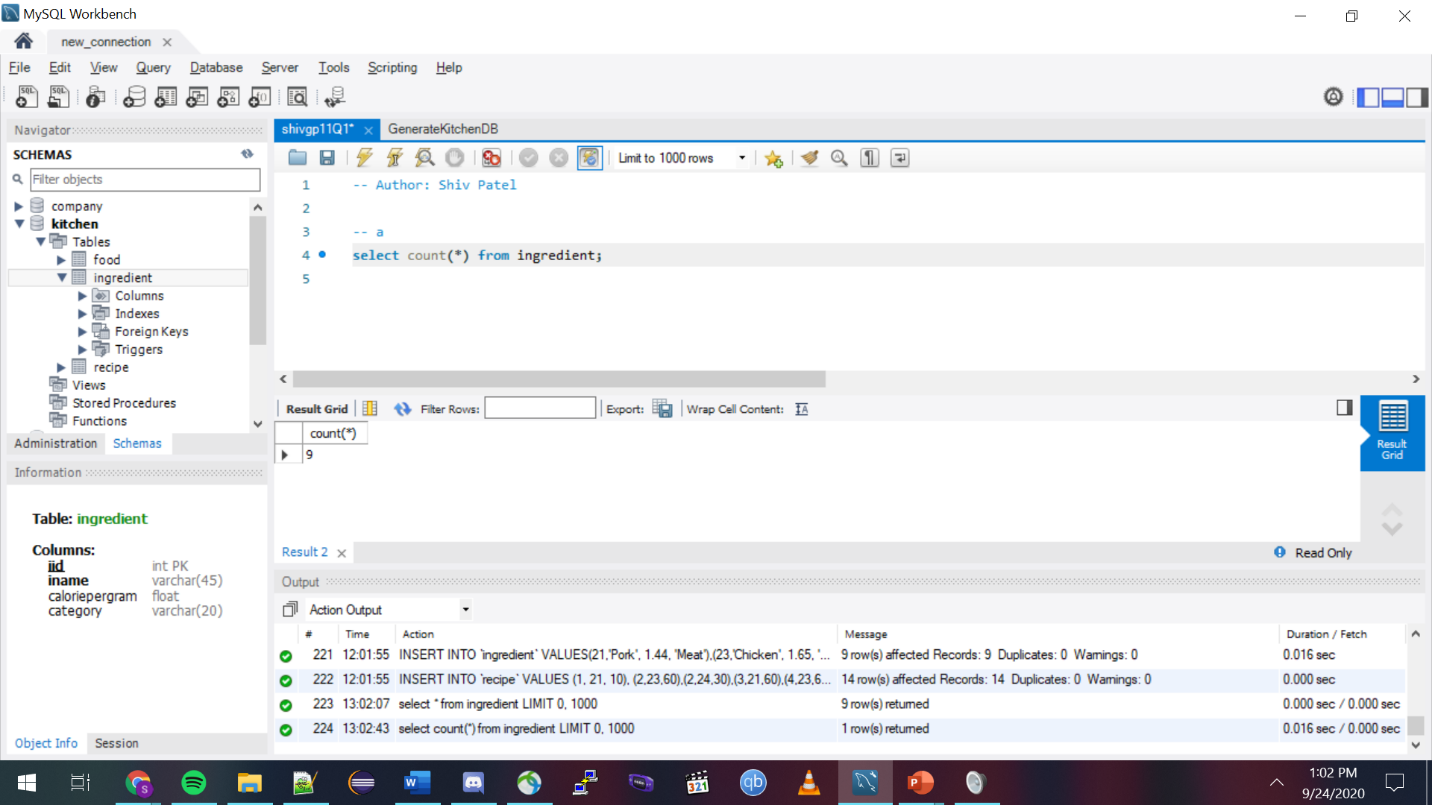 MySQL Workbench
new_connection
File Edit View Query Database Server Tools Scripting Help
Navigator
SCHEMAS
Filter objects
company
kitchen
Tables
food
ingredient
Columns
Indexes
Foreign Keys
Triggers
recipe
Views
Stored Procedures
Functions
Administration Schemas
Information
Table: ingredient
Columns:
iid int PK
iname varchar(45)
caloriepergram float
category varchar(20)
Object Info Session
shivgp11Q1* GenerateKitchenDB
Limit to 1000 rows
1 -- Author: Shiv Patel
2
3 -- a
4 select count(*) from ingredient;
5
Result Grid Filter Rows: Export: Wrap Cell Content: IA
count(*)
9
Result Grid
Result 2 Read Only
Output
Action Output
# Time Action Message Duration / Fetch
221 12:01:55 INSERT INTO `ingredient` VALUES(21,'Pork', 1.44, 'Meat'),(23,'Chicken', 1.65, '... 9 row(s) affected Records: 9 Duplicates: 0 Warnings: 0 0.016 sec
222 12:01:55 INSERT INTO `recipe` VALUES (1, 21, 10), (2,23,60),(2,24,30),(3,21,60),(4,23,6... 14 row(s) affected Records: 14 Duplicates: 0 Warnings: 0 0.000 sec
223 13:02:07 select * from ingredient LIMIT 0, 1000 9 row(s) returned 0.000 sec / 0.000 sec
224 13:02:43 select count(*) from ingredient LIMIT 0, 1000 1 row(s) returned 0.016 sec / 0.000 sec
S W 321 qb P
1:02 PM
9/24/2020